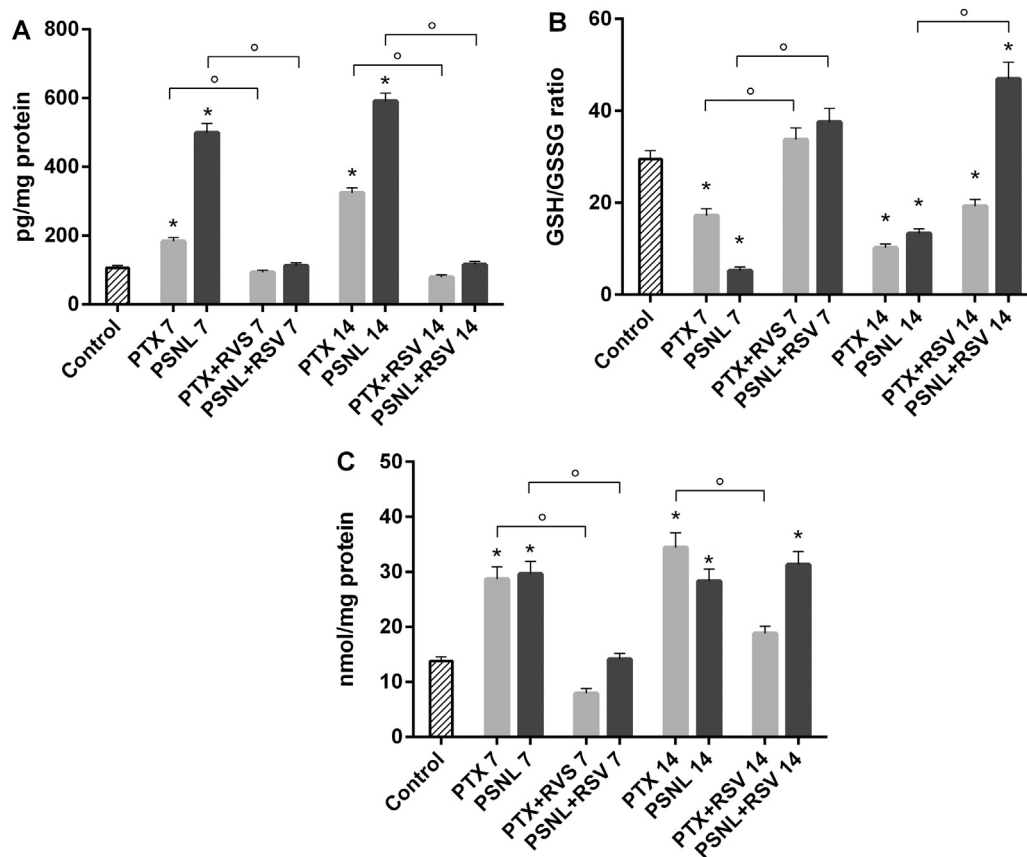 A
pg/mg protein
800
600
400
200
0
° ° ° °
* * * *
Control
PTX 7
PSNL 7
PTX+RVS 7
PSNL+RSV 7
PTX 14
PSNL 14
PTX+RSV 14
PSNL+RSV 14
B
GSH/GSSG ratio
60
40
20
0
° ° °
* * * * * *
Control
PTX 7
PSNL 7
PTX+RVS 7
PSNL+RSV 7
PTX 14
PSNL 14
PTX+RSV 14
PSNL+RSV 14
C
nmol/mg protein
50
40
30
20
10
0
° ° °
* * * * *
Control
PTX 7
PSNL 7
PTX+RVS 7
PSNL+RSV 7
PTX 14
PSNL 14
PTX+RSV 14
PSNL+RSV 14